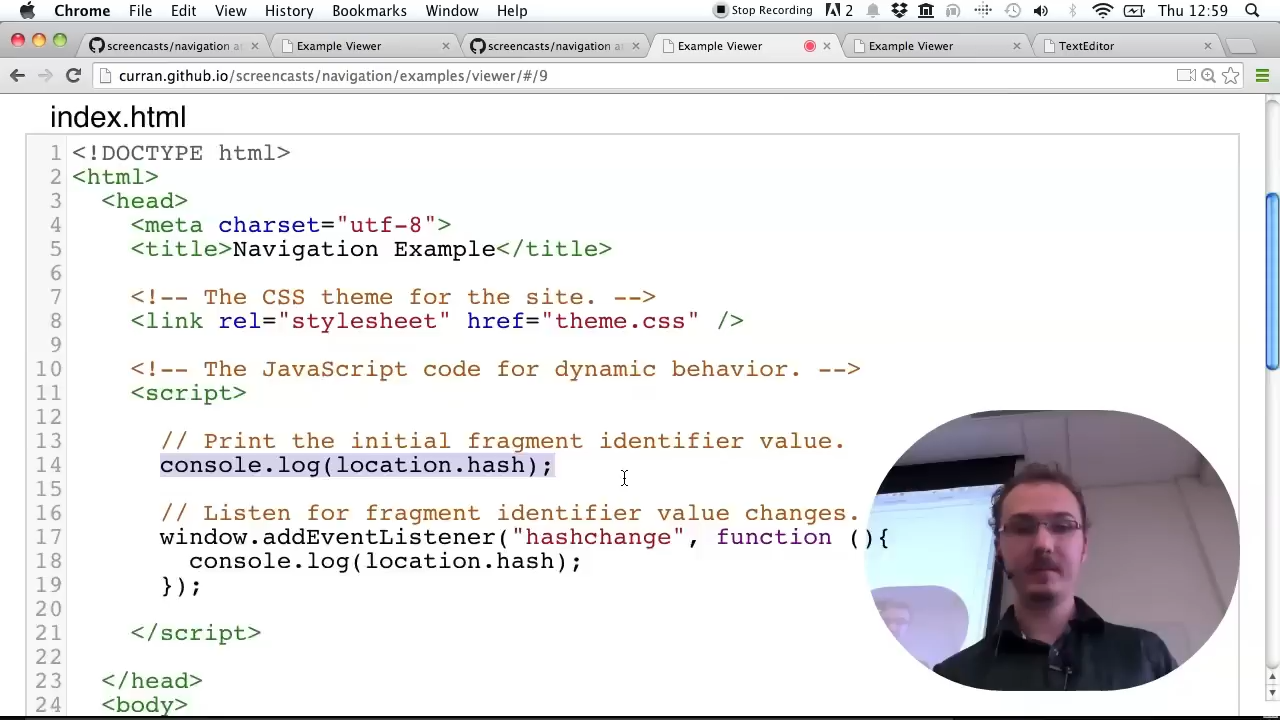 Chrome File Edit View History Bookmarks Window Help Stop Recording 2 Thu 12:59
screencasts/navigation a Example Viewer screencasts/navigation a Example Viewer Example Viewer TextEditor
curran.github.io/screencasts/navigation/examples/viewer/#/9
index.html
1 <!DOCTYPE html>
2 <html>
3 <head>
4 <meta charset="utf-8">
5 <title>Navigation Example</title>
6
7 <!-- The CSS theme for the site. -->
8 <link rel="stylesheet" href="theme.css" />
9
10 <!-- The JavaScript code for dynamic behavior. -->
11 <script>
12
13 // Print the initial fragment identifier value.
14 console.log(location.hash);
15
16 // Listen for fragment identifier value changes.
17 window.addEventListener("hashchange", function (){
18 console.log(location.hash);
19 });
20
21 </script>
22
23 </head>
24 <body>